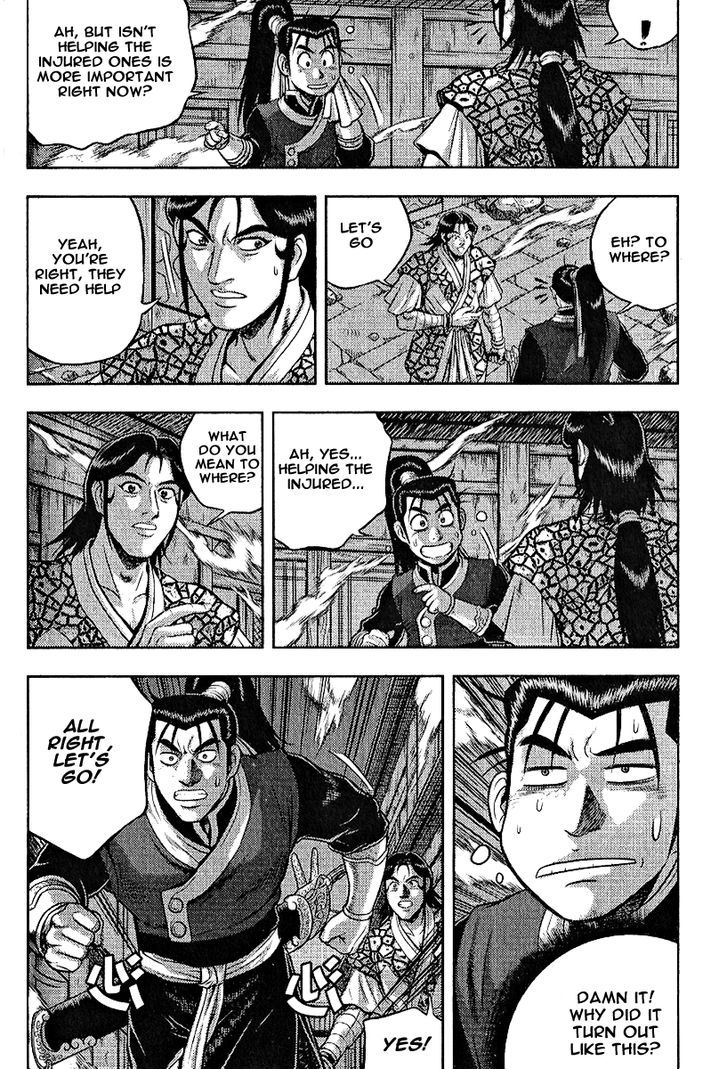 AH, BUT ISN'T
HELPING THE
INJURED ONES IS
MORE IMPORTANT
RIGHT NOW?
!
YEAH,
YOU'RE
RIGHT, THEY
NEED HELP
LET'S
GO
EH? TO
WHERE?
WHAT
DO YOU
MEAN TO
WHERE?
AH, YES...
HELPING THE
INJURED...
ALL
RIGHT,
LET'S
GO!
YES!
DAMN IT!
WHY DID IT
TURN OUT
LIKE THIS?